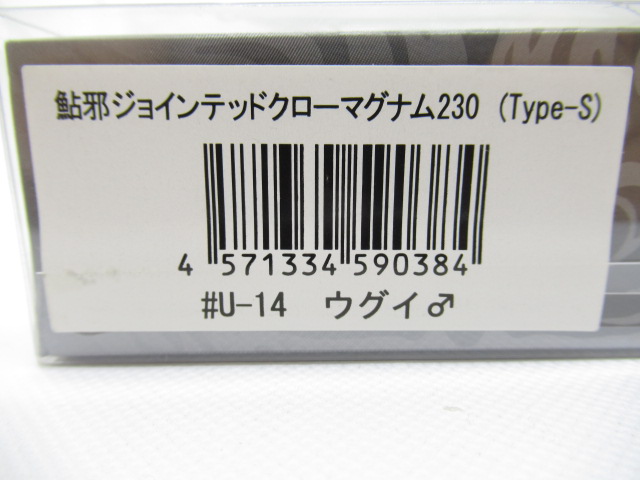 鮎邪ジョインテッドクローマグナム230 (Type-S)
4 571334 590384
#U-14 ウグイ♂